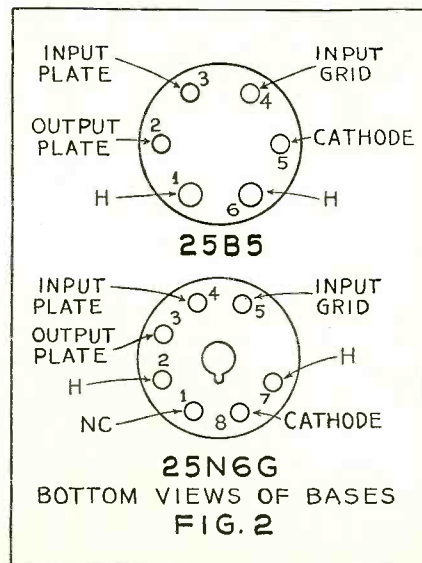 INPUT PLATE
INPUT GRID
3
4
OUTPUT PLATE
2
CATHODE
5
H
1
6
H
25B5
INPUT PLATE
INPUT GRID
4
5
OUTPUT PLATE
3
H
2
H
7
NC
1
8
CATHODE
25N6G
BOTTOM VIEWS OF BASES
FIG. 2